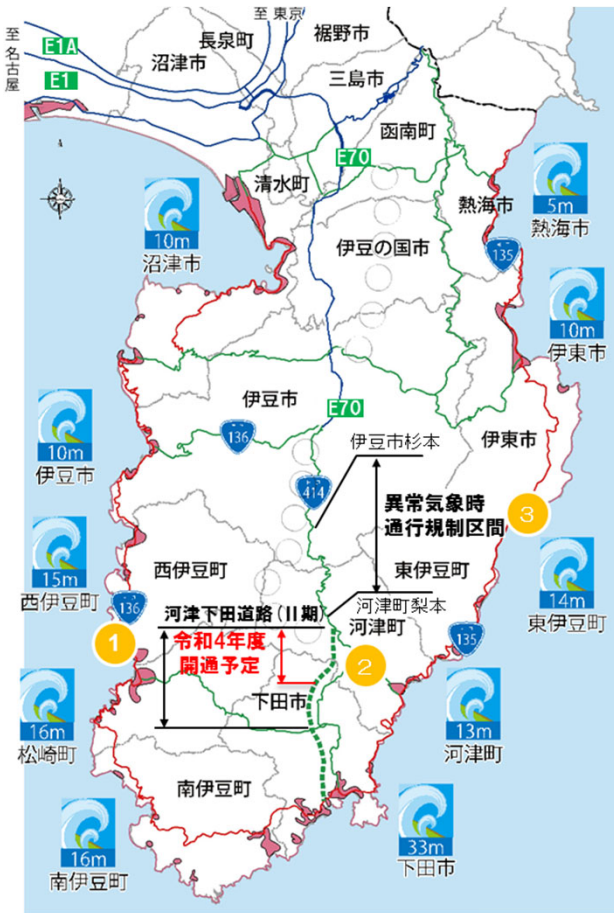 至 東京
至 名古屋
E1A
E1
長泉町
裾野市
沼津市
三島市
函南町
E70
清水町
熱海市
5m
熱海市
10m
沼津市
伊豆の国市
135
10m
伊東市
伊豆市
E70
136
伊東市
10m
伊豆市
伊豆市杉本
414
異常気象時
通行規制区間
3
15m
西伊豆町
西伊豆町
東伊豆町
14m
東伊豆町
136
河津下田道路(Ⅱ期)
河津町梨本
河津町
1
令和4年度
開通予定
135
2
下田市
16m
松崎町
13m
河津町
南伊豆町
16m
南伊豆町
33m
下田市